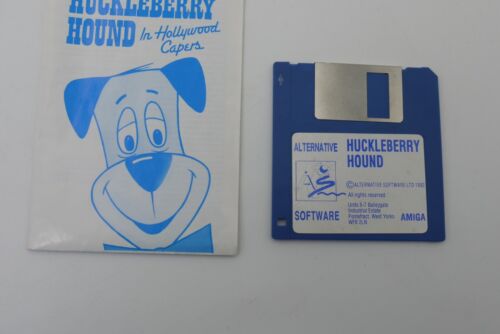 HUCKLEBERRY
HOUND In Hollywood
Capers
ALTERNATIVE
SOFTWARE
HUCKLEBERRY
HOUND
© ALTERNATIVE SOFTWARE LTD
All rights reserved
Units 5-7 Baileygate
Industrial Estate
Pontefract, West Yorks.
WF8 2LN
AMIGA